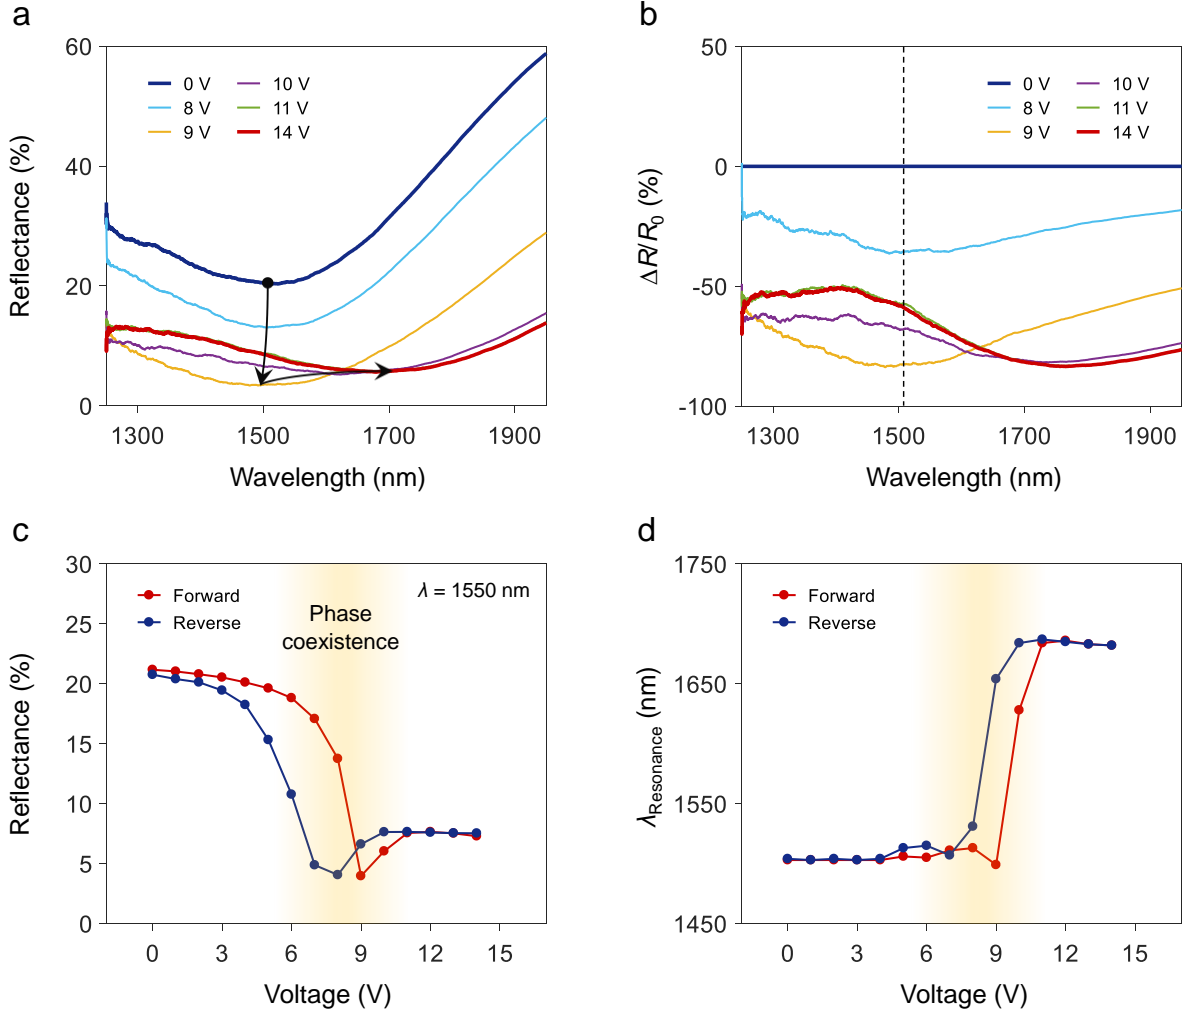 a
60
40
20
0
Reflectance (%)
0 V
8 V
9 V
10 V
11 V
14 V
1300
1500
1700
1900
Wavelength (nm)
b
50
0
-50
-100
ΔR/R₀ (%)
0 V
8 V
9 V
10 V
11 V
14 V
1300
1500
1700
1900
Wavelength (nm)
c
30
25
20
15
10
5
0
Reflectance (%)
Forward
Reverse
Phase
coexistence
λ = 1550 nm
0
3
6
9
12
15
Voltage (V)
d
1750
1650
1550
1450
λResonance (nm)
Forward
Reverse
0
3
6
9
12
15
Voltage (V)